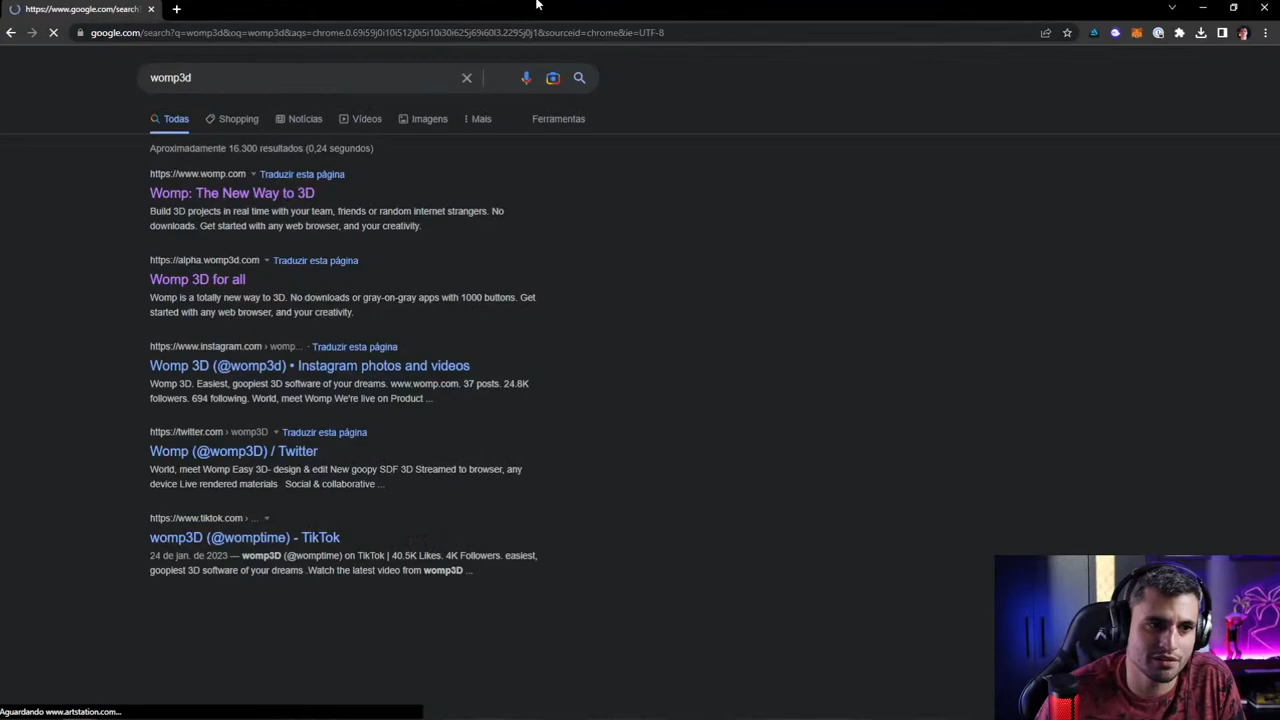 https://www.google.com/search?
google.com/search?q=womp3d&oq=womp3d&aqs=chrome.0.69i59j0i10i512j0i5i10i30i625j69i60l3.2295j0j1&sourceid=chrome&ie=UTF-8
womp3d
Todas Shopping Notícias Vídeos Imagens Mais Ferramentas
Aproximadamente 16.300 resultados (0,24 segundos)
https://www.womp.com Traduzir esta página
Womp: The New Way to 3D
Build 3D projects in real time with your team, friends or random internet strangers. No
downloads. Get started with any web browser, and your creativity.
https://alpha.womp3d.com Traduzir esta página
Womp 3D for all
Womp is a totally new way to 3D. No downloads or gray-on-gray apps with 1000 buttons. Get
started with any web browser, and your creativity.
https://www.instagram.com › womp... · Traduzir esta página
Womp 3D (@womp3d) • Instagram photos and videos
Womp 3D. Easiest, goopiest 3D software of your dreams. www.womp.com. 37 posts. 24.8K
followers. 694 following. World, meet Womp We're live on Product ...
https://twitter.com › womp3D Traduzir esta página
Womp (@womp3D) / Twitter
World, meet Womp Easy 3D- design & edit New goopy SDF 3D Streamed to browser, any
device Live rendered materials Social & collaborative ...
https://www.tiktok.com › ...
womp3D (@womptime) - TikTok
24 de jan. de 2023 — womp3D (@womptime) on TikTok | 40.5K Likes. 4K Followers. easiest,
goopiest 3D software of your dreams .Watch the latest video from womp3D ...
Aguardando www.artstation.com...